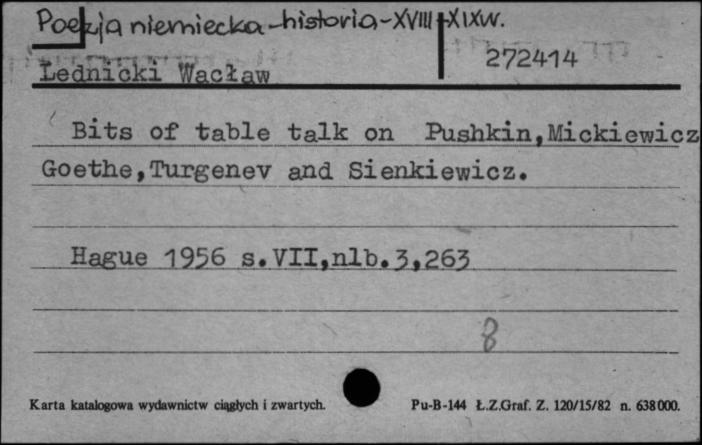 Poezja niemiecka-historia-XVIII-XIXw.
272414
Lednicki Wacław
Bits of table talk on Pushkin,Mickiewicz
Goethe,Turgenev and Sienkiewicz.
Hague 1956 s.VII,nlb.3,263
8
Karta katalogowa wydawnictw ciągłych i zwartych.
Pu-B-144 Ł.Z.Graf. Z. 120/15/82 n. 638000.